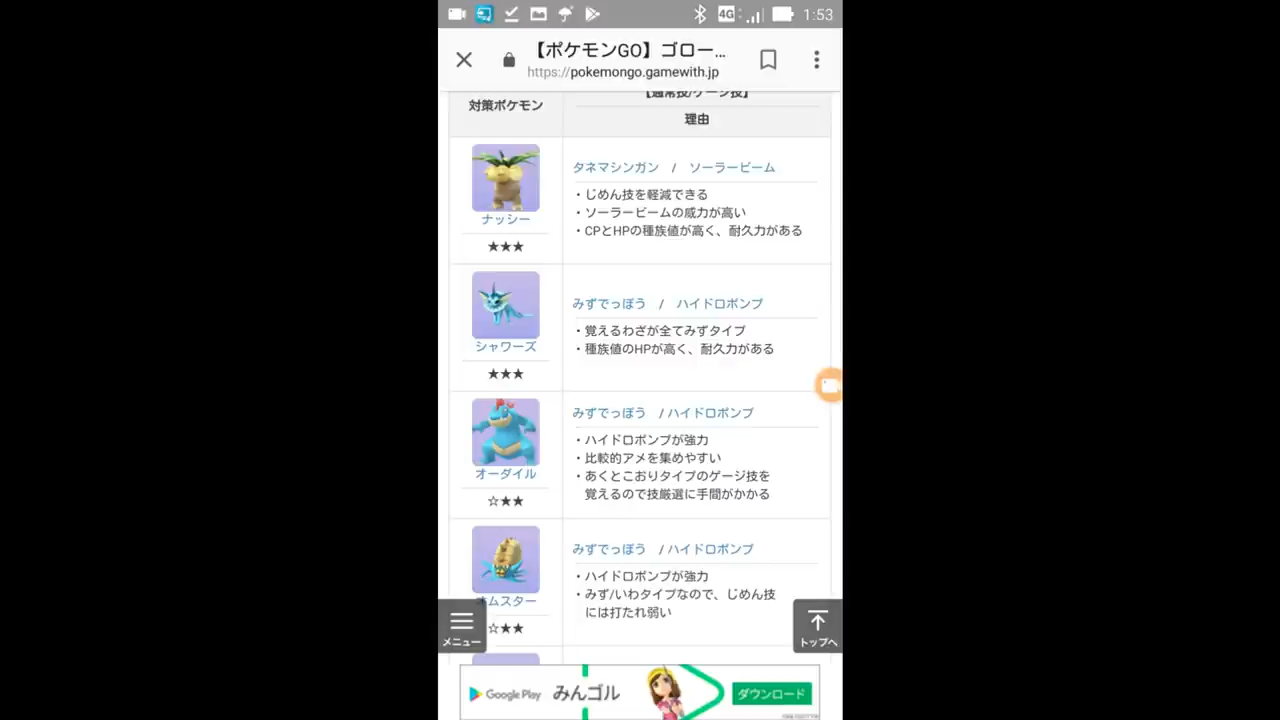 4G 1:53
【ポケモンGO】ゴロー…
https://pokemongo.gamewith.jp
対策ポケモン
【通常技/ゲージ技】
理由
タネマシンガン / ソーラービーム
・じめん技を軽減できる
・ソーラービームの威力が高い
・CPとHPの種族値が高く、耐久力がある
ナッシー
★★★
みずでっぽう / ハイドロポンプ
・覚えるわざが全てみずタイプ
・種族値のHPが高く、耐久力がある
シャワーズ
★★★
みずでっぽう / ハイドロポンプ
・ハイドロポンプが強力
・比較的アメを集めやすい
・あくとこおりタイプのゲージ技を
覚えるので技厳選に手間がかかる
オーダイル
☆★★
みずでっぽう / ハイドロポンプ
・ハイドロポンプが強力
・みず/いわタイプなので、じめん技
には打たれ弱い
オムスター
☆★★
メニュー
トップへ
Google Play みんゴル ダウンロード